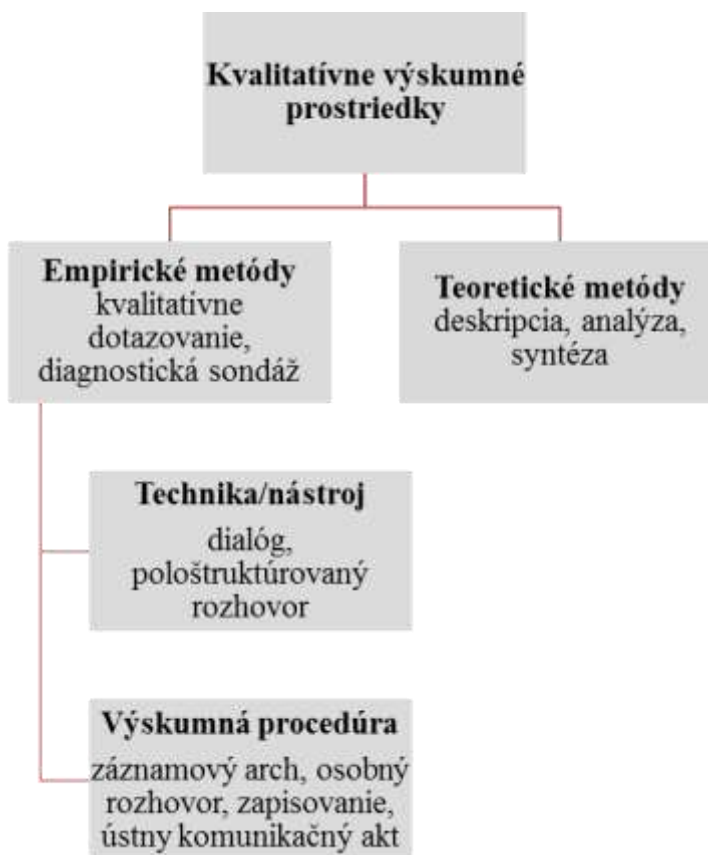 Kvalitatívne výskumné
prostriedky
Empirické metódy
kvalitatívne
dotazovanie,
diagnostická sondáž
Teoretické metódy
deskripcia, analýza,
syntéza
Technika/nástroj
dialóg,
pološtruktúrovaný
rozhovor
Výskumná procedúra
záznamový arch, osobný
rozhovor, zapisovanie,
ústny komunikačný akt